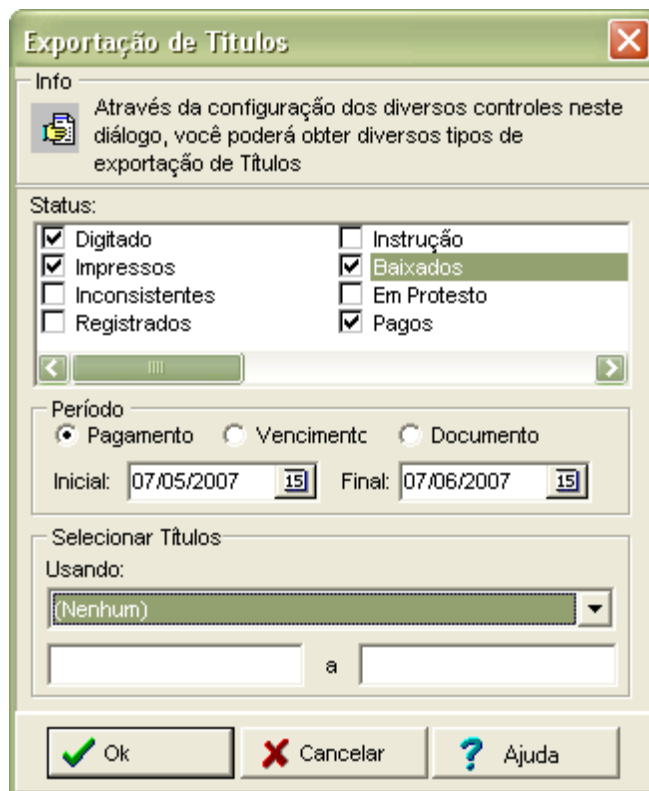 Exportação de Titulos
Info
Através da configuração dos diversos controles neste
diálogo, você poderá obter diversos tipos de
exportação de Títulos
Status:
Digitado Instrução
Impressos Baixados
Inconsistentes Em Protesto
Registrados Pagos
Período
Pagamento Vencimentc Documento
Inicial: 07/05/2007 15 Final: 07/06/2007 15
Selecionar Títulos
Usando:
(Nenhum)
a
Ok Cancelar ? Ajuda